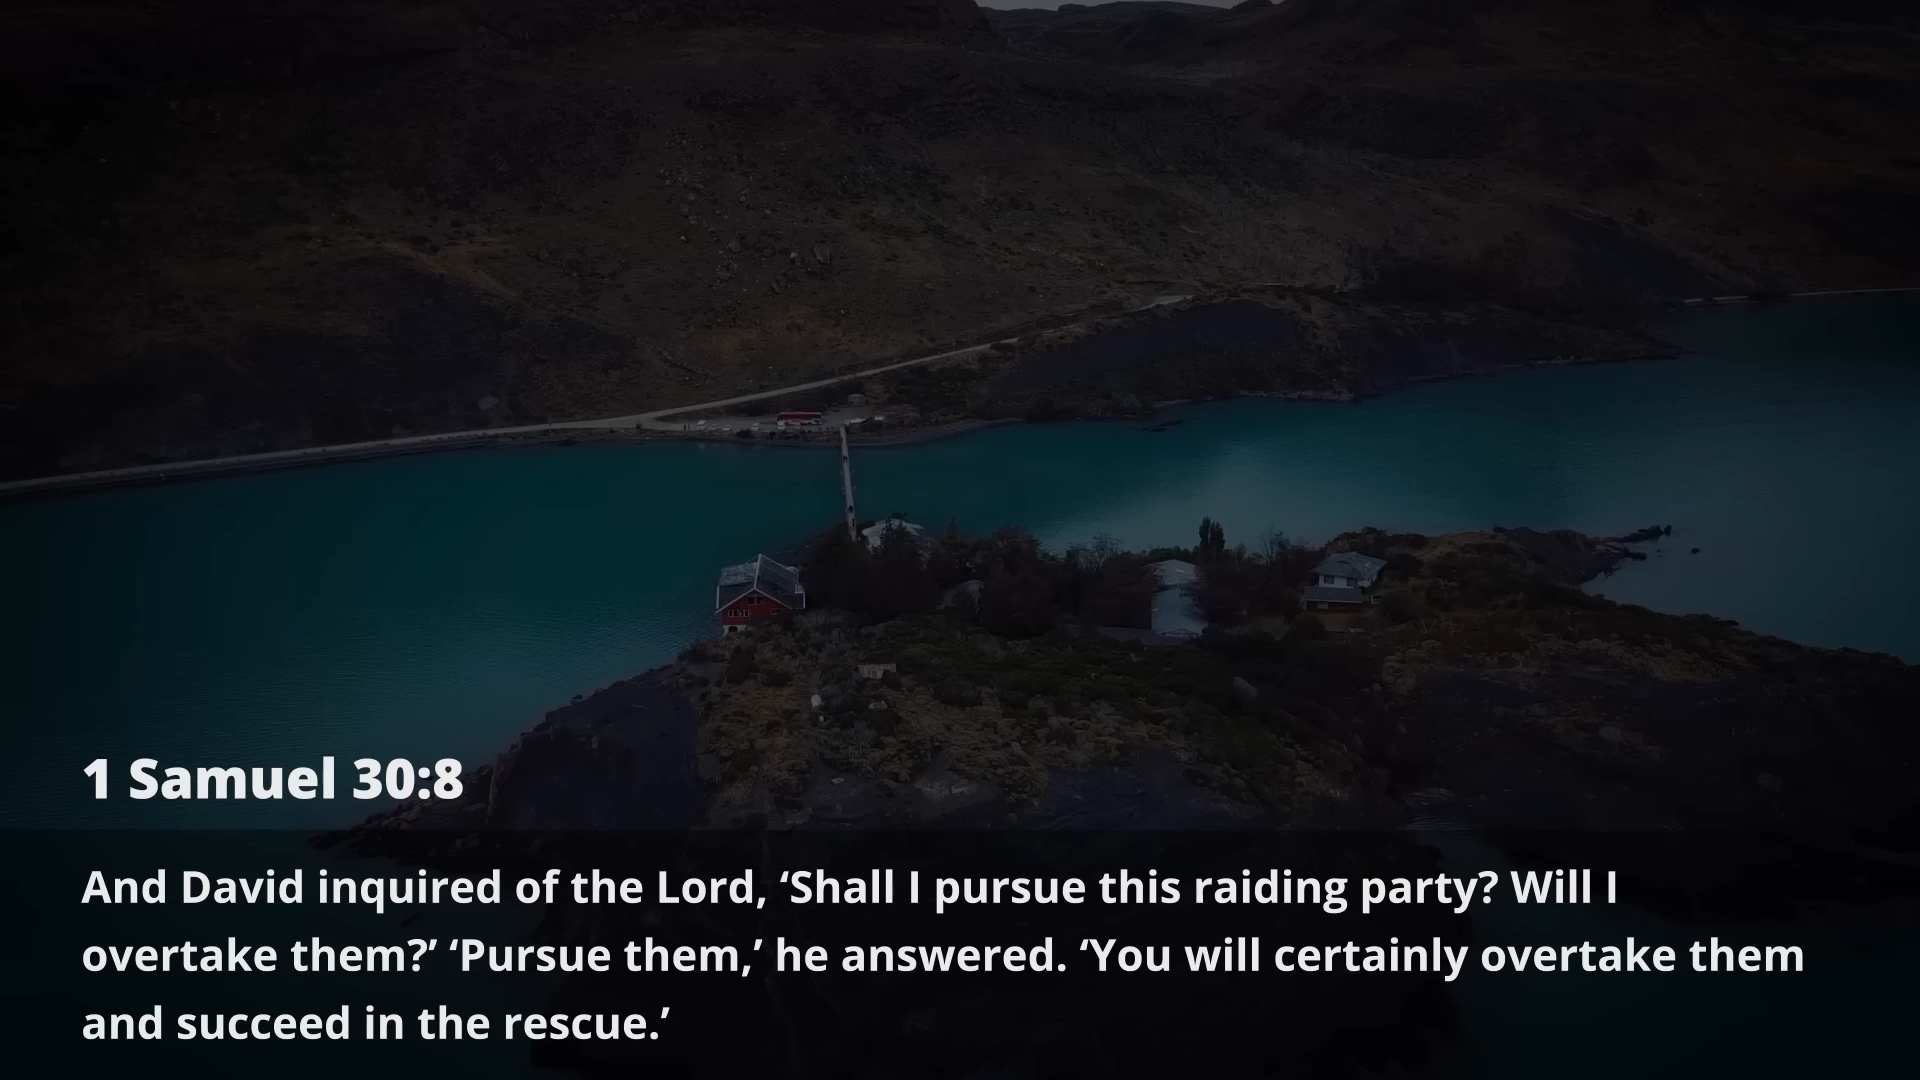 1 Samuel 30:8
And David inquired of the Lord, ‘Shall I pursue this raiding party? Will I
overtake them?’ ‘Pursue them,’ he answered. ‘You will certainly overtake them
and succeed in the rescue.’